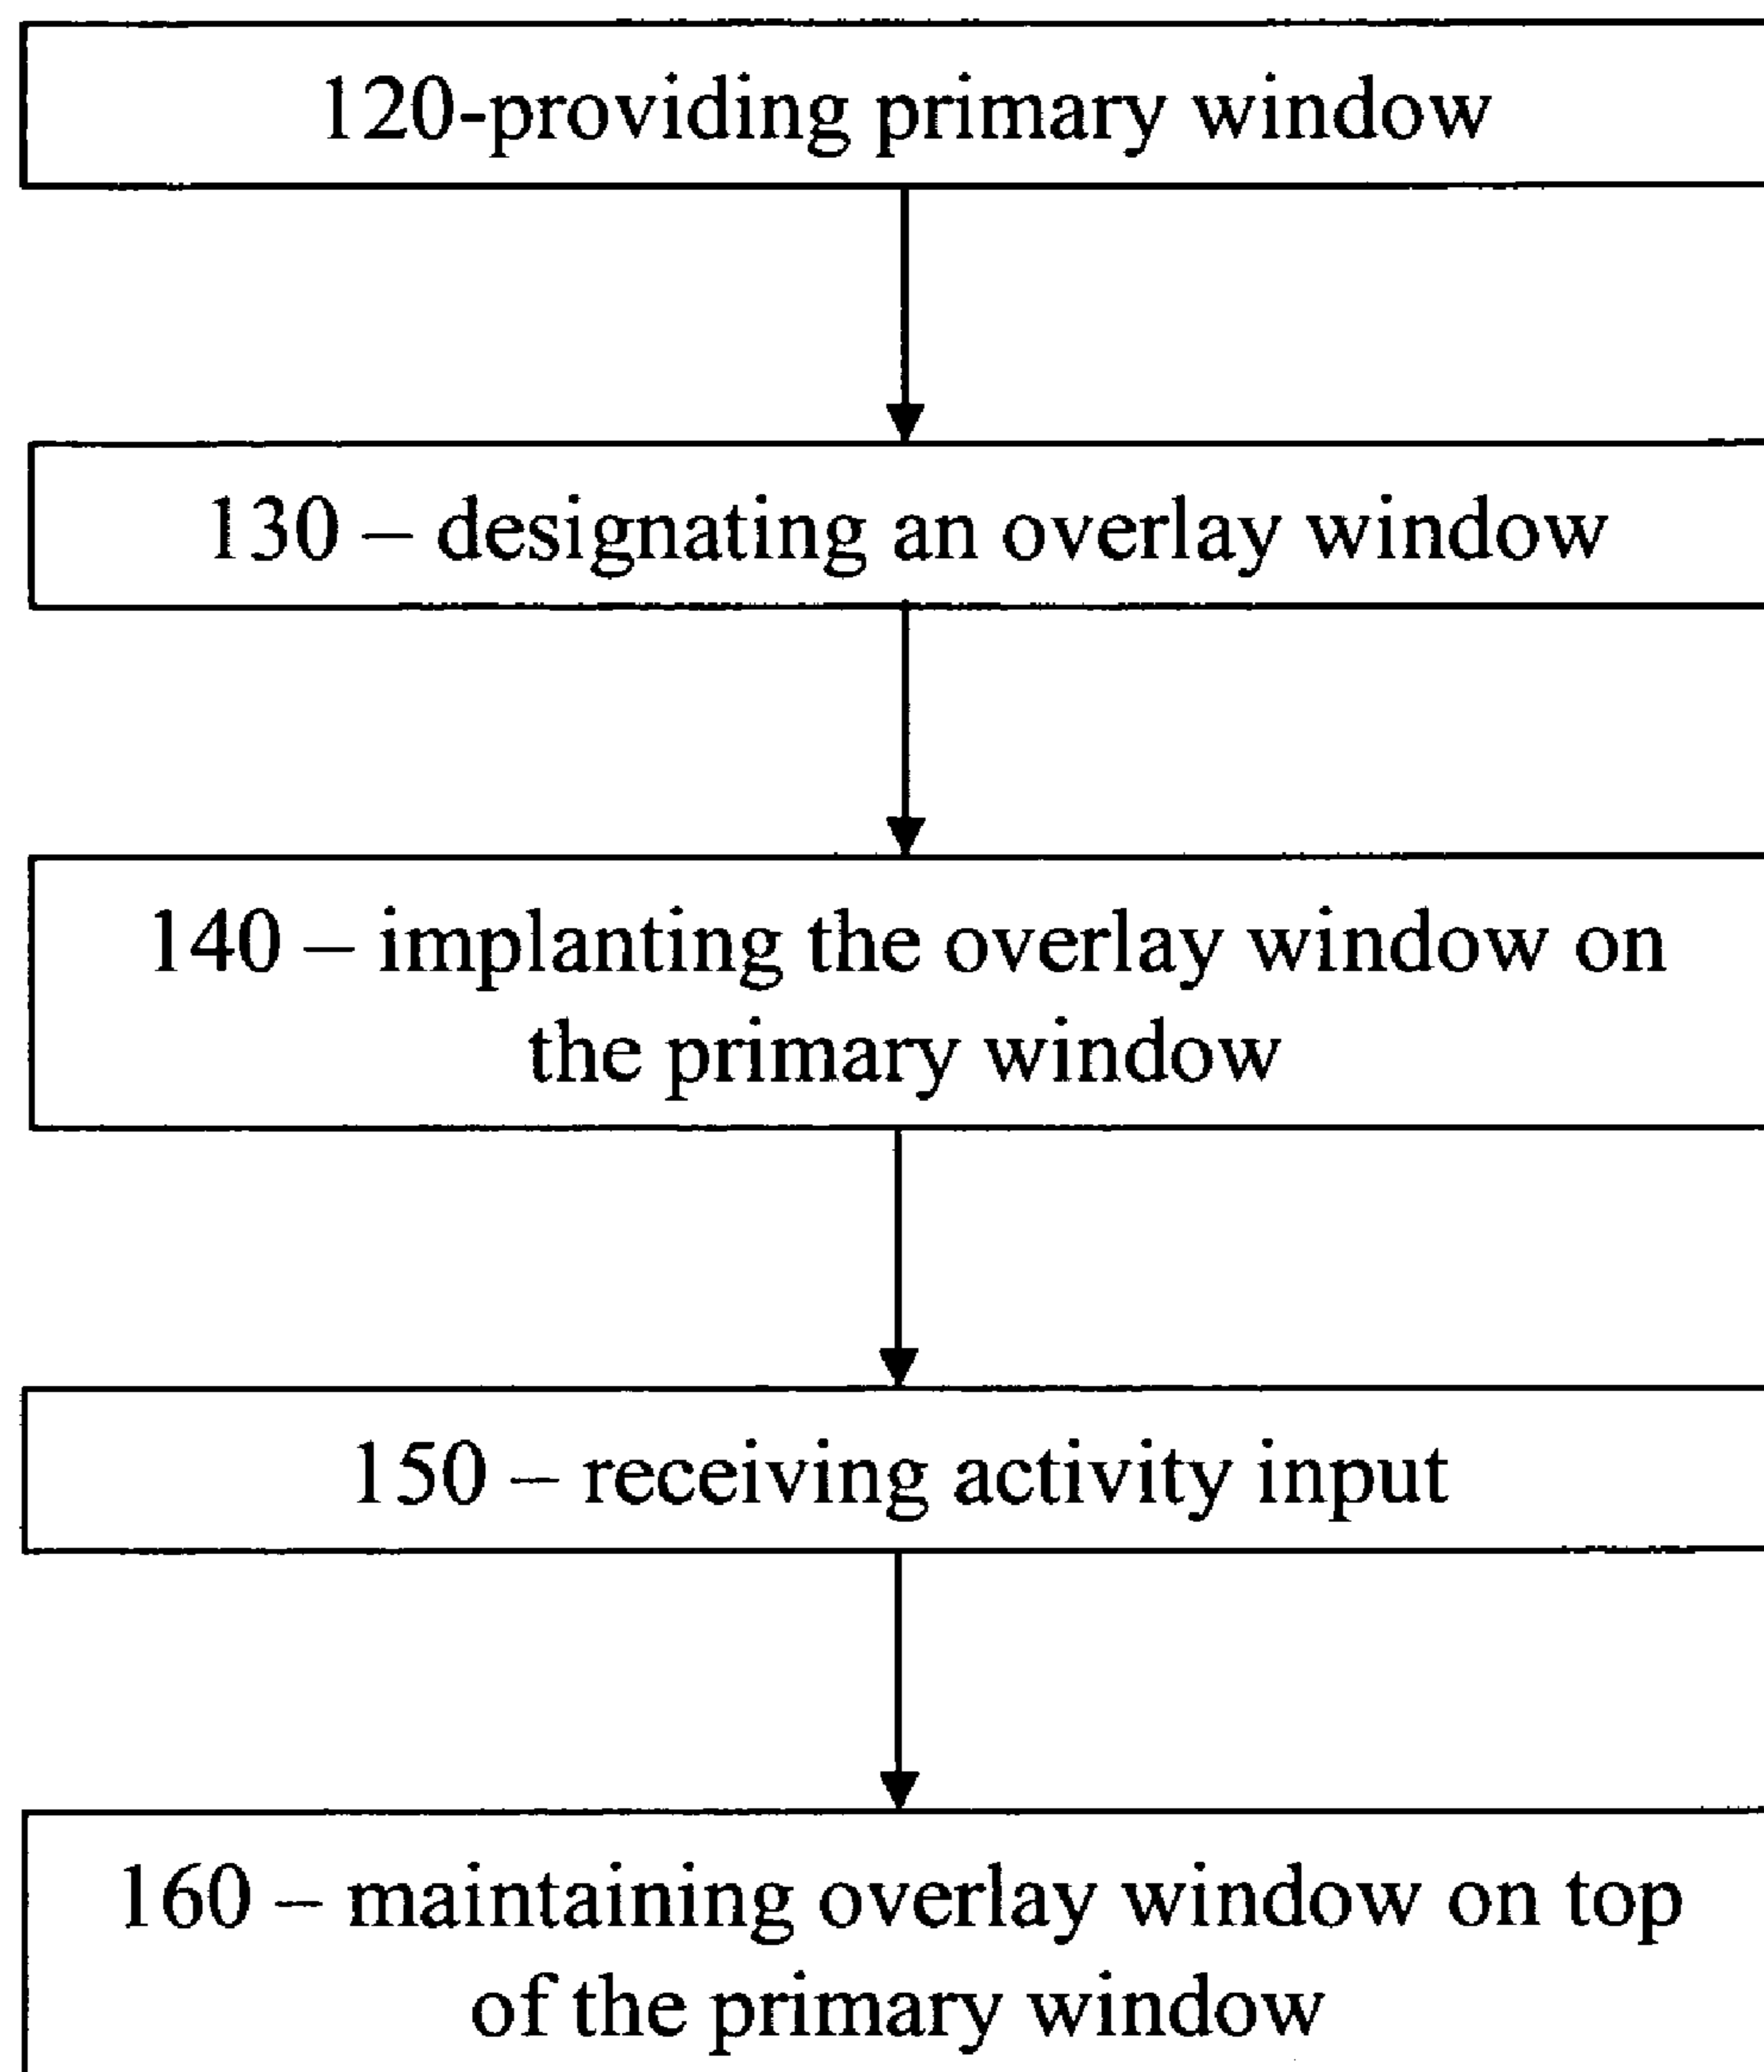 120-providing primary window
130 – designating an overlay window
140 – implanting the overlay window on
the primary window
150 – receiving activity input
160 – maintaining overlay window on top
of the primary window